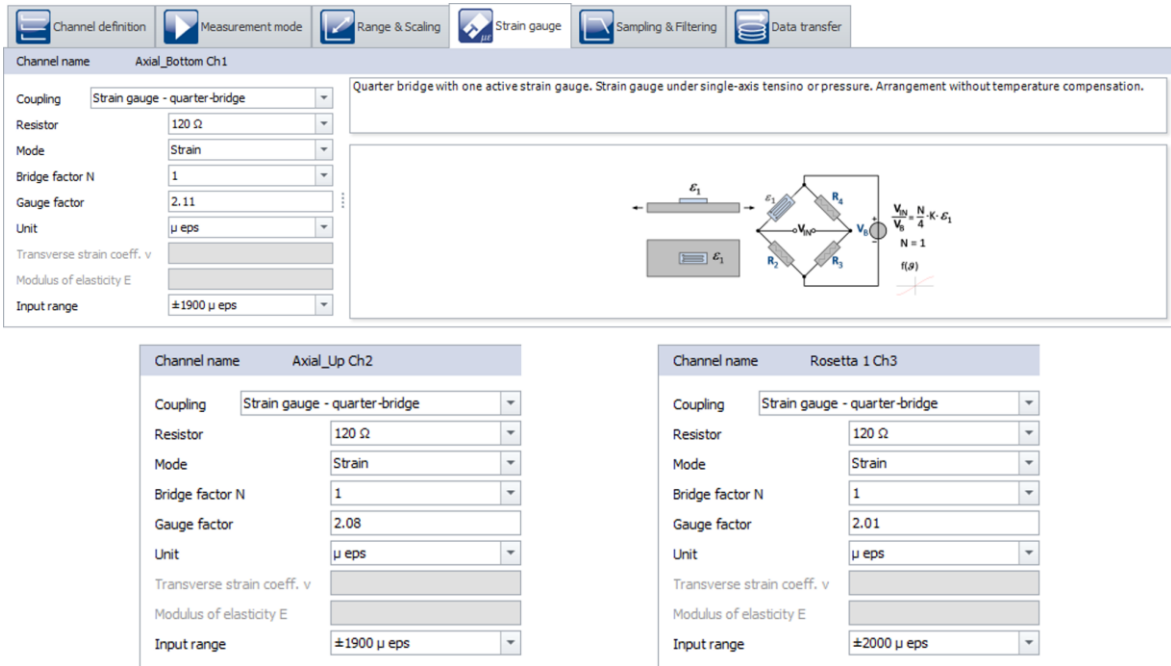 Channel definition Measurement mode Range & Scaling Strain gauge Sampling & Filtering Data transfer
Channel name Axial_Bottom Ch1
Coupling Strain gauge - quarter-bridge
Resistor 120 Ω
Mode Strain
Bridge factor N 1
Gauge factor 2.11
Unit µ eps
Transverse strain coeff. v
Modulus of elasticity E
Input range ±1900 µ eps
Quarter bridge with one active strain gauge. Strain gauge under single-axis tensino or pressure. Arrangement without temperature compensation.
ε1
ε1
ε1 R4
VIN
VB
R2 R3
+
−
VIN/VB = N/4 · K · ε1
N = 1
f(ϑ)
Channel name Axial_Up Ch2
Coupling Strain gauge - quarter-bridge
Resistor 120 Ω
Mode Strain
Bridge factor N 1
Gauge factor 2.08
Unit µ eps
Transverse strain coeff. v
Modulus of elasticity E
Input range ±1900 µ eps
Channel name Rosetta 1 Ch3
Coupling Strain gauge - quarter-bridge
Resistor 120 Ω
Mode Strain
Bridge factor N 1
Gauge factor 2.01
Unit µ eps
Transverse strain coeff. v
Modulus of elasticity E
Input range ±2000 µ eps